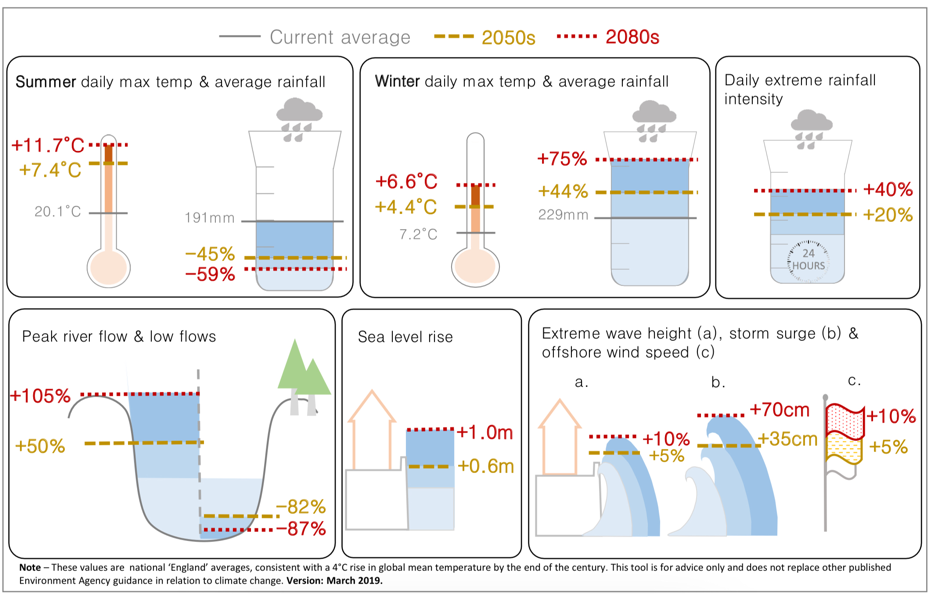 Current average 2050s 2080s
Summer daily max temp & average rainfall
+11.7°C
+7.4°C
20.1°C
191mm
−45%
−59%
Winter daily max temp & average rainfall
+6.6°C
+4.4°C
7.2°C
+75%
+44%
229mm
Daily extreme rainfall
intensity
+40%
+20%
24
HOURS
Peak river flow & low flows
+105%
+50%
−82%
−87%
Sea level rise
+1.0m
+0.6m
Extreme wave height (a), storm surge (b) &
offshore wind speed (c)
a.
+10%
+5%
b.
+70cm
+35cm
c.
+10%
+5%
Note – These values are national ‘England’ averages, consistent with a 4°C rise in global mean temperature by the end of the century. This tool is for advice only and does not replace other published
Environment Agency guidance in relation to climate change. Version: March 2019.